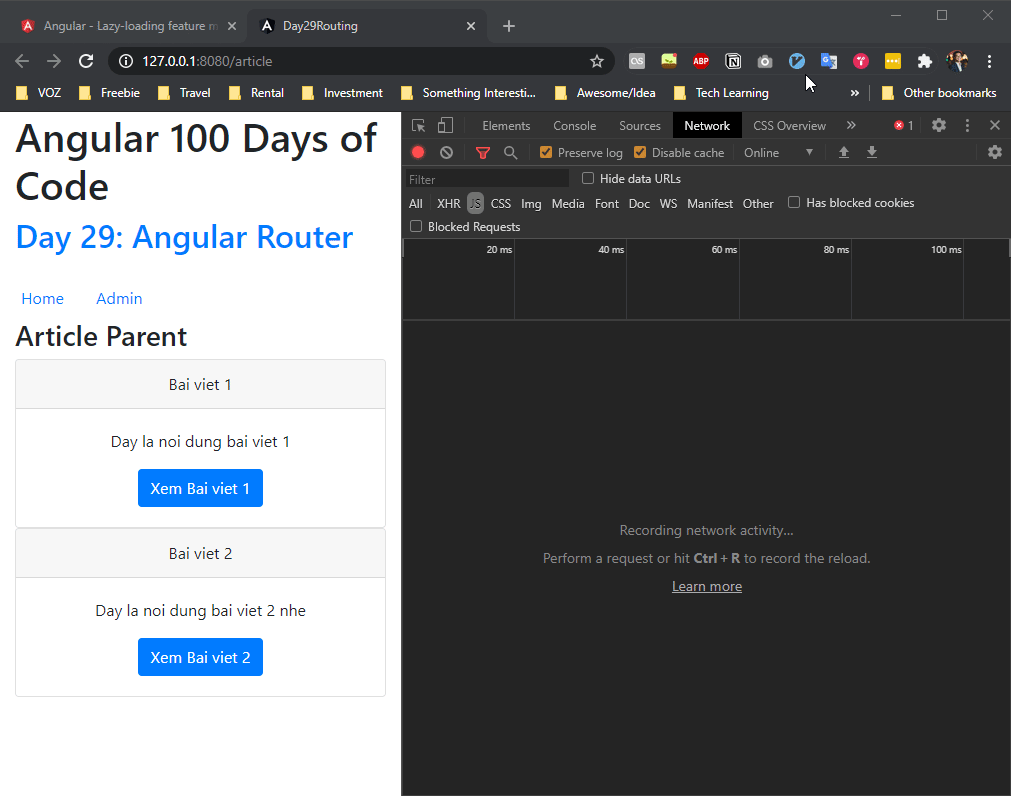 Angular - Lazy-loading feature m
Day29Routing
127.0.0.1:8080/article
ABP
VOZ
Freebie
Travel
Rental
Investment
Something Interesti...
Awesome/Idea
Tech Learning
»
Other bookmarks
Angular 100 Days of
Code
Day 29: Angular Router
Home Admin
Article Parent
Bai viet 1
Day la noi dung bai viet 1
Xem Bai viet 1
Bai viet 2
Day la noi dung bai viet 2 nhe
Xem Bai viet 2
Elements Console Sources Network CSS Overview » 1
Preserve log Disable cache Online
Filter Hide data URLs
All XHR JS CSS Img Media Font Doc WS Manifest Other Has blocked cookies
Blocked Requests
20 ms 40 ms 60 ms 80 ms 100 ms
Recording network activity...
Perform a request or hit Ctrl + R to record the reload.
Learn more